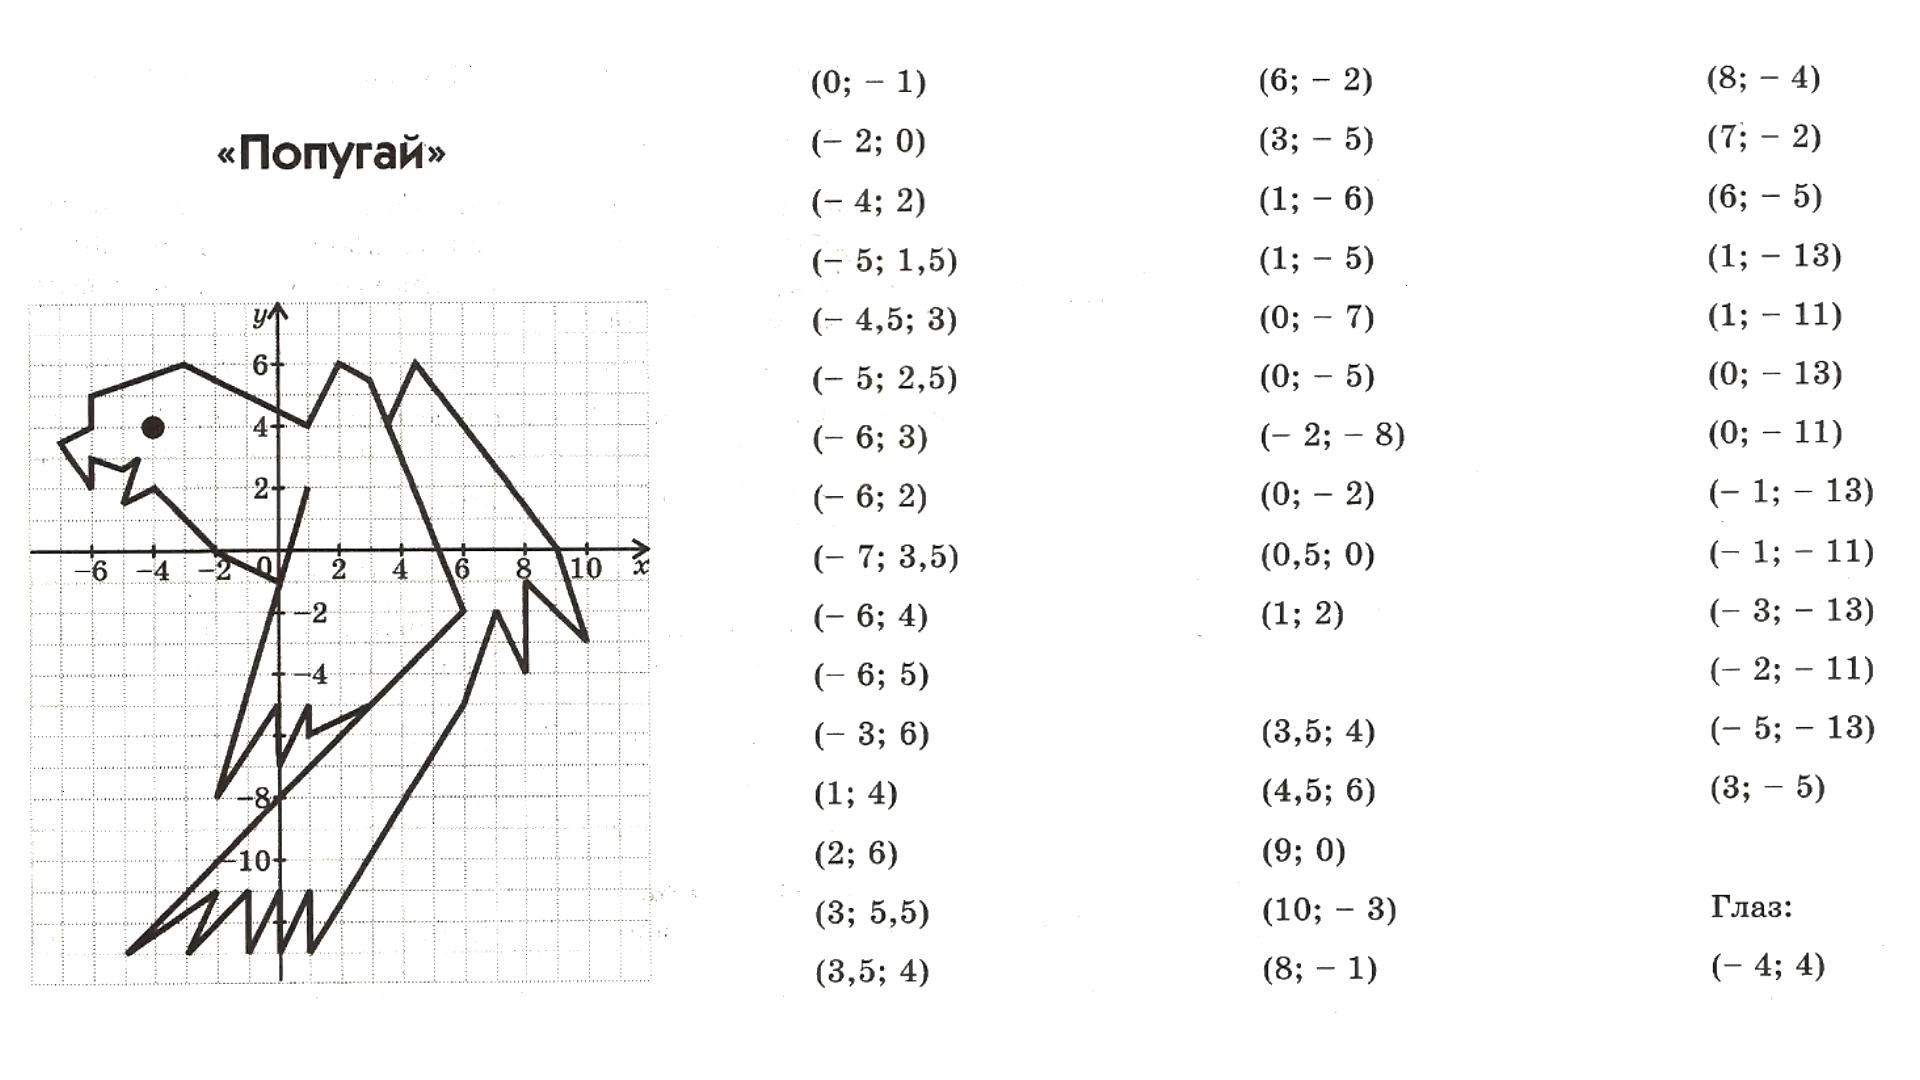 «Попугай»
y
6
4
2
−6 −4 −2 0 2 4 6 8 10 x
−2
−4
−8
−10
(0; − 1)
(− 2; 0)
(− 4; 2)
(− 5; 1,5)
(− 4,5; 3)
(− 5; 2,5)
(− 6; 3)
(− 6; 2)
(− 7; 3,5)
(− 6; 4)
(− 6; 5)
(− 3; 6)
(1; 4)
(2; 6)
(3; 5,5)
(3,5; 4)
(6; − 2)
(3; − 5)
(1; − 6)
(1; − 5)
(0; − 7)
(0; − 5)
(− 2; − 8)
(0; − 2)
(0,5; 0)
(1; 2)
(3,5; 4)
(4,5; 6)
(9; 0)
(10; − 3)
(8; − 1)
(8; − 4)
(7; − 2)
(6; − 5)
(1; − 13)
(1; − 11)
(0; − 13)
(0; − 11)
(− 1; − 13)
(− 1; − 11)
(− 3; − 13)
(− 2; − 11)
(− 5; − 13)
(3; − 5)
Глаз:
(− 4; 4)